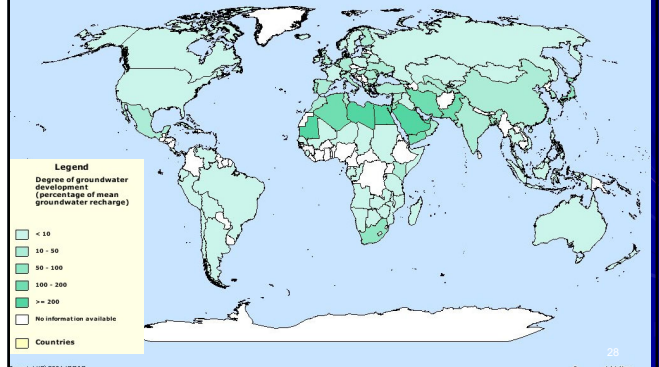 Legend
Degree of groundwater
development
(percentage of mean
groundwater recharge)
< 10
10 - 50
50 - 100
100 - 200
>= 200
No information available
Countries
28